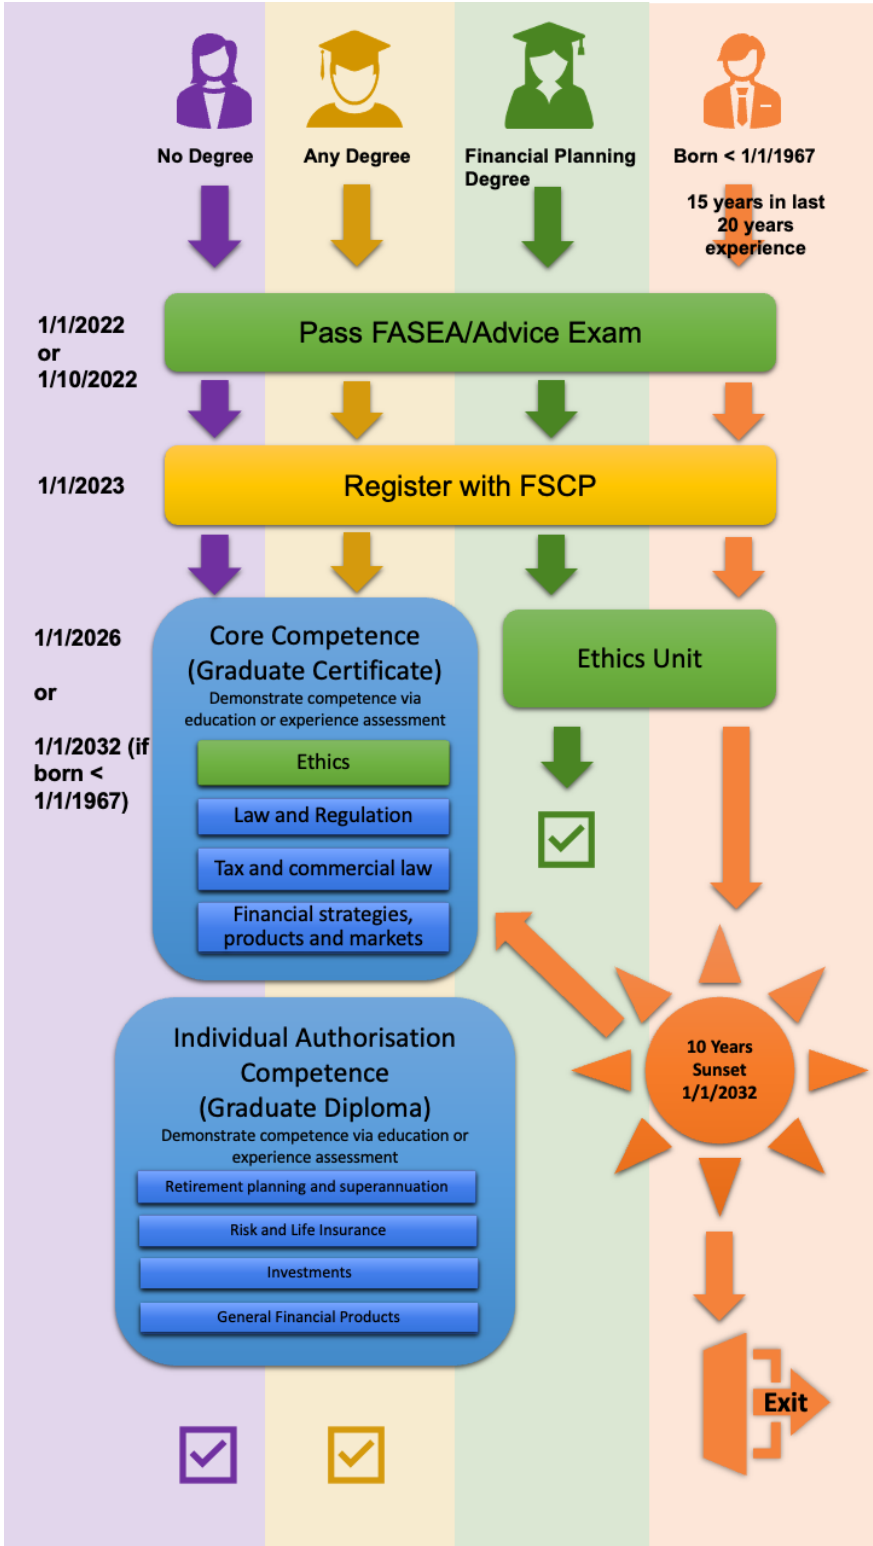 No Degree
Any Degree
Financial Planning
Degree
Born < 1/1/1967
15 years in last
20 years
experience
1/1/2022
or
1/10/2022
Pass FASEA/Advice Exam
1/1/2023
Register with FSCP
1/1/2026
or
1/1/2032 (if
born <
1/1/1967)
Core Competence
(Graduate Certificate)
Demonstrate competence via
education or experience assessment
Ethics
Law and Regulation
Tax and commercial law
Financial strategies,
products and markets
Ethics Unit
10 Years
Sunset
1/1/2032
Individual Authorisation
Competence
(Graduate Diploma)
Demonstrate competence via education or
experience assessment
Retirement planning and superannuation
Risk and Life Insurance
Investments
General Financial Products
Exit